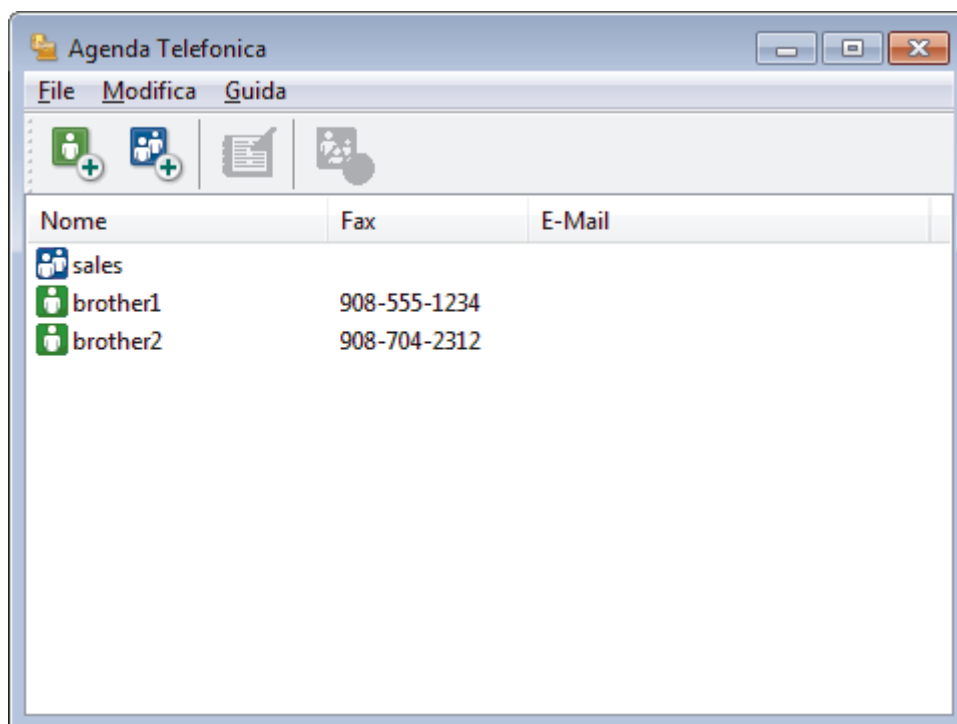 Agenda Telefonica
File Modifica Guida
Nome Fax E-Mail
sales
brother1 908-555-1234
brother2 908-704-2312